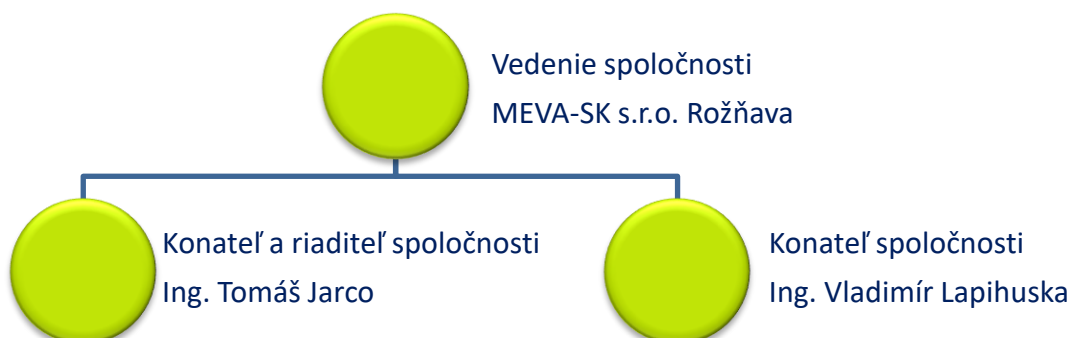 Vedenie spoločnosti
MEVA-SK s.r.o. Rožňava
Konateľ a riaditeľ spoločnosti
Ing. Tomáš Jarco
Konateľ spoločnosti
Ing. Vladimír Lapihuska